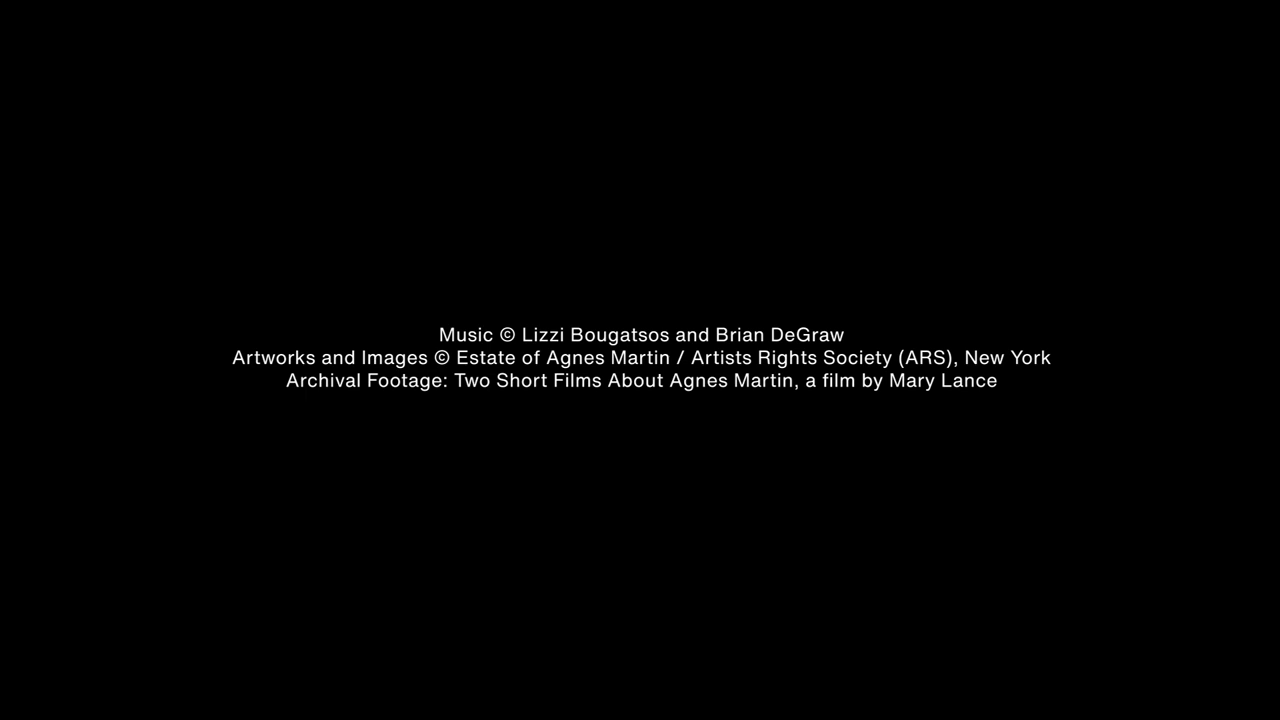 Music © Lizzi Bougatsos and Brian DeGraw
Artworks and Images © Estate of Agnes Martin / Artists Rights Society (ARS), New York
Archival Footage: Two Short Films About Agnes Martin, a film by Mary Lance